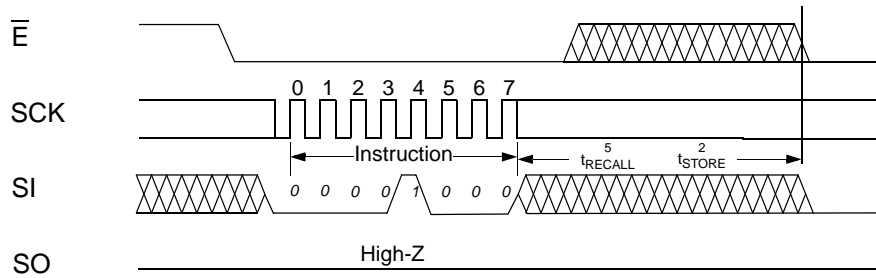 E
0 1 2 3 4 5 6 7
SCK
Instruction
5 2
tRECALL tSTORE
SI
0 0 0 0 1 0 0 0
High-Z
SO